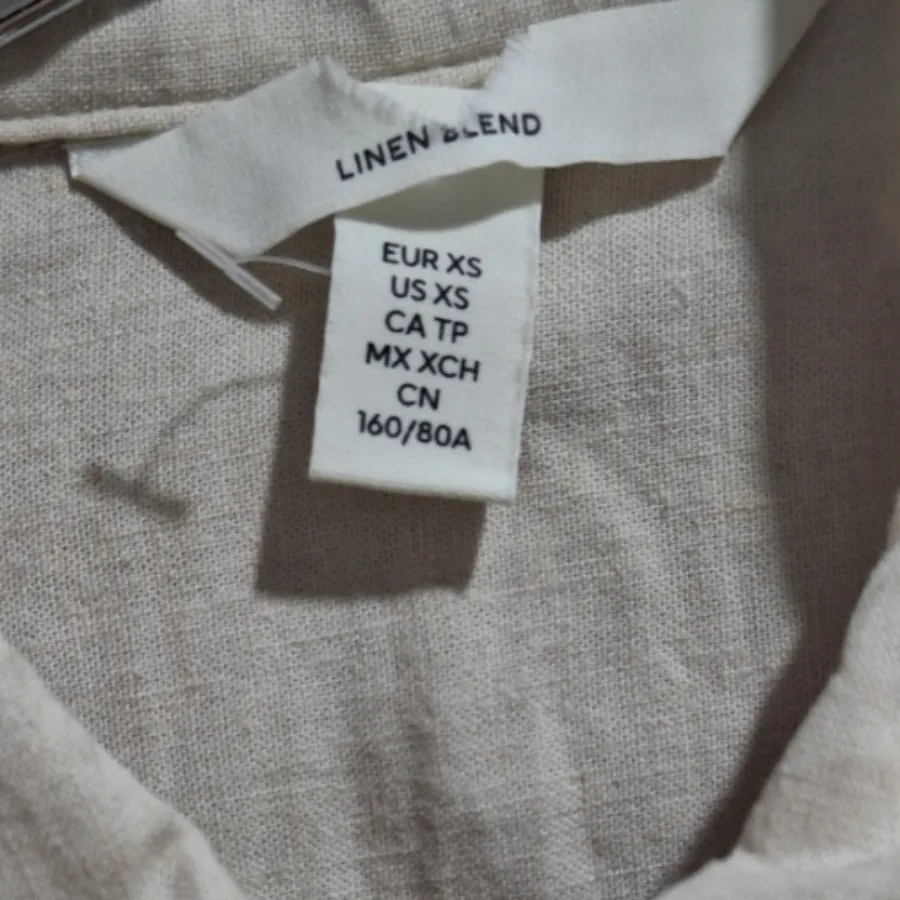 LINEN BLEND
EUR XS
US XS
CA TP
MX XCH
CN
160/80A